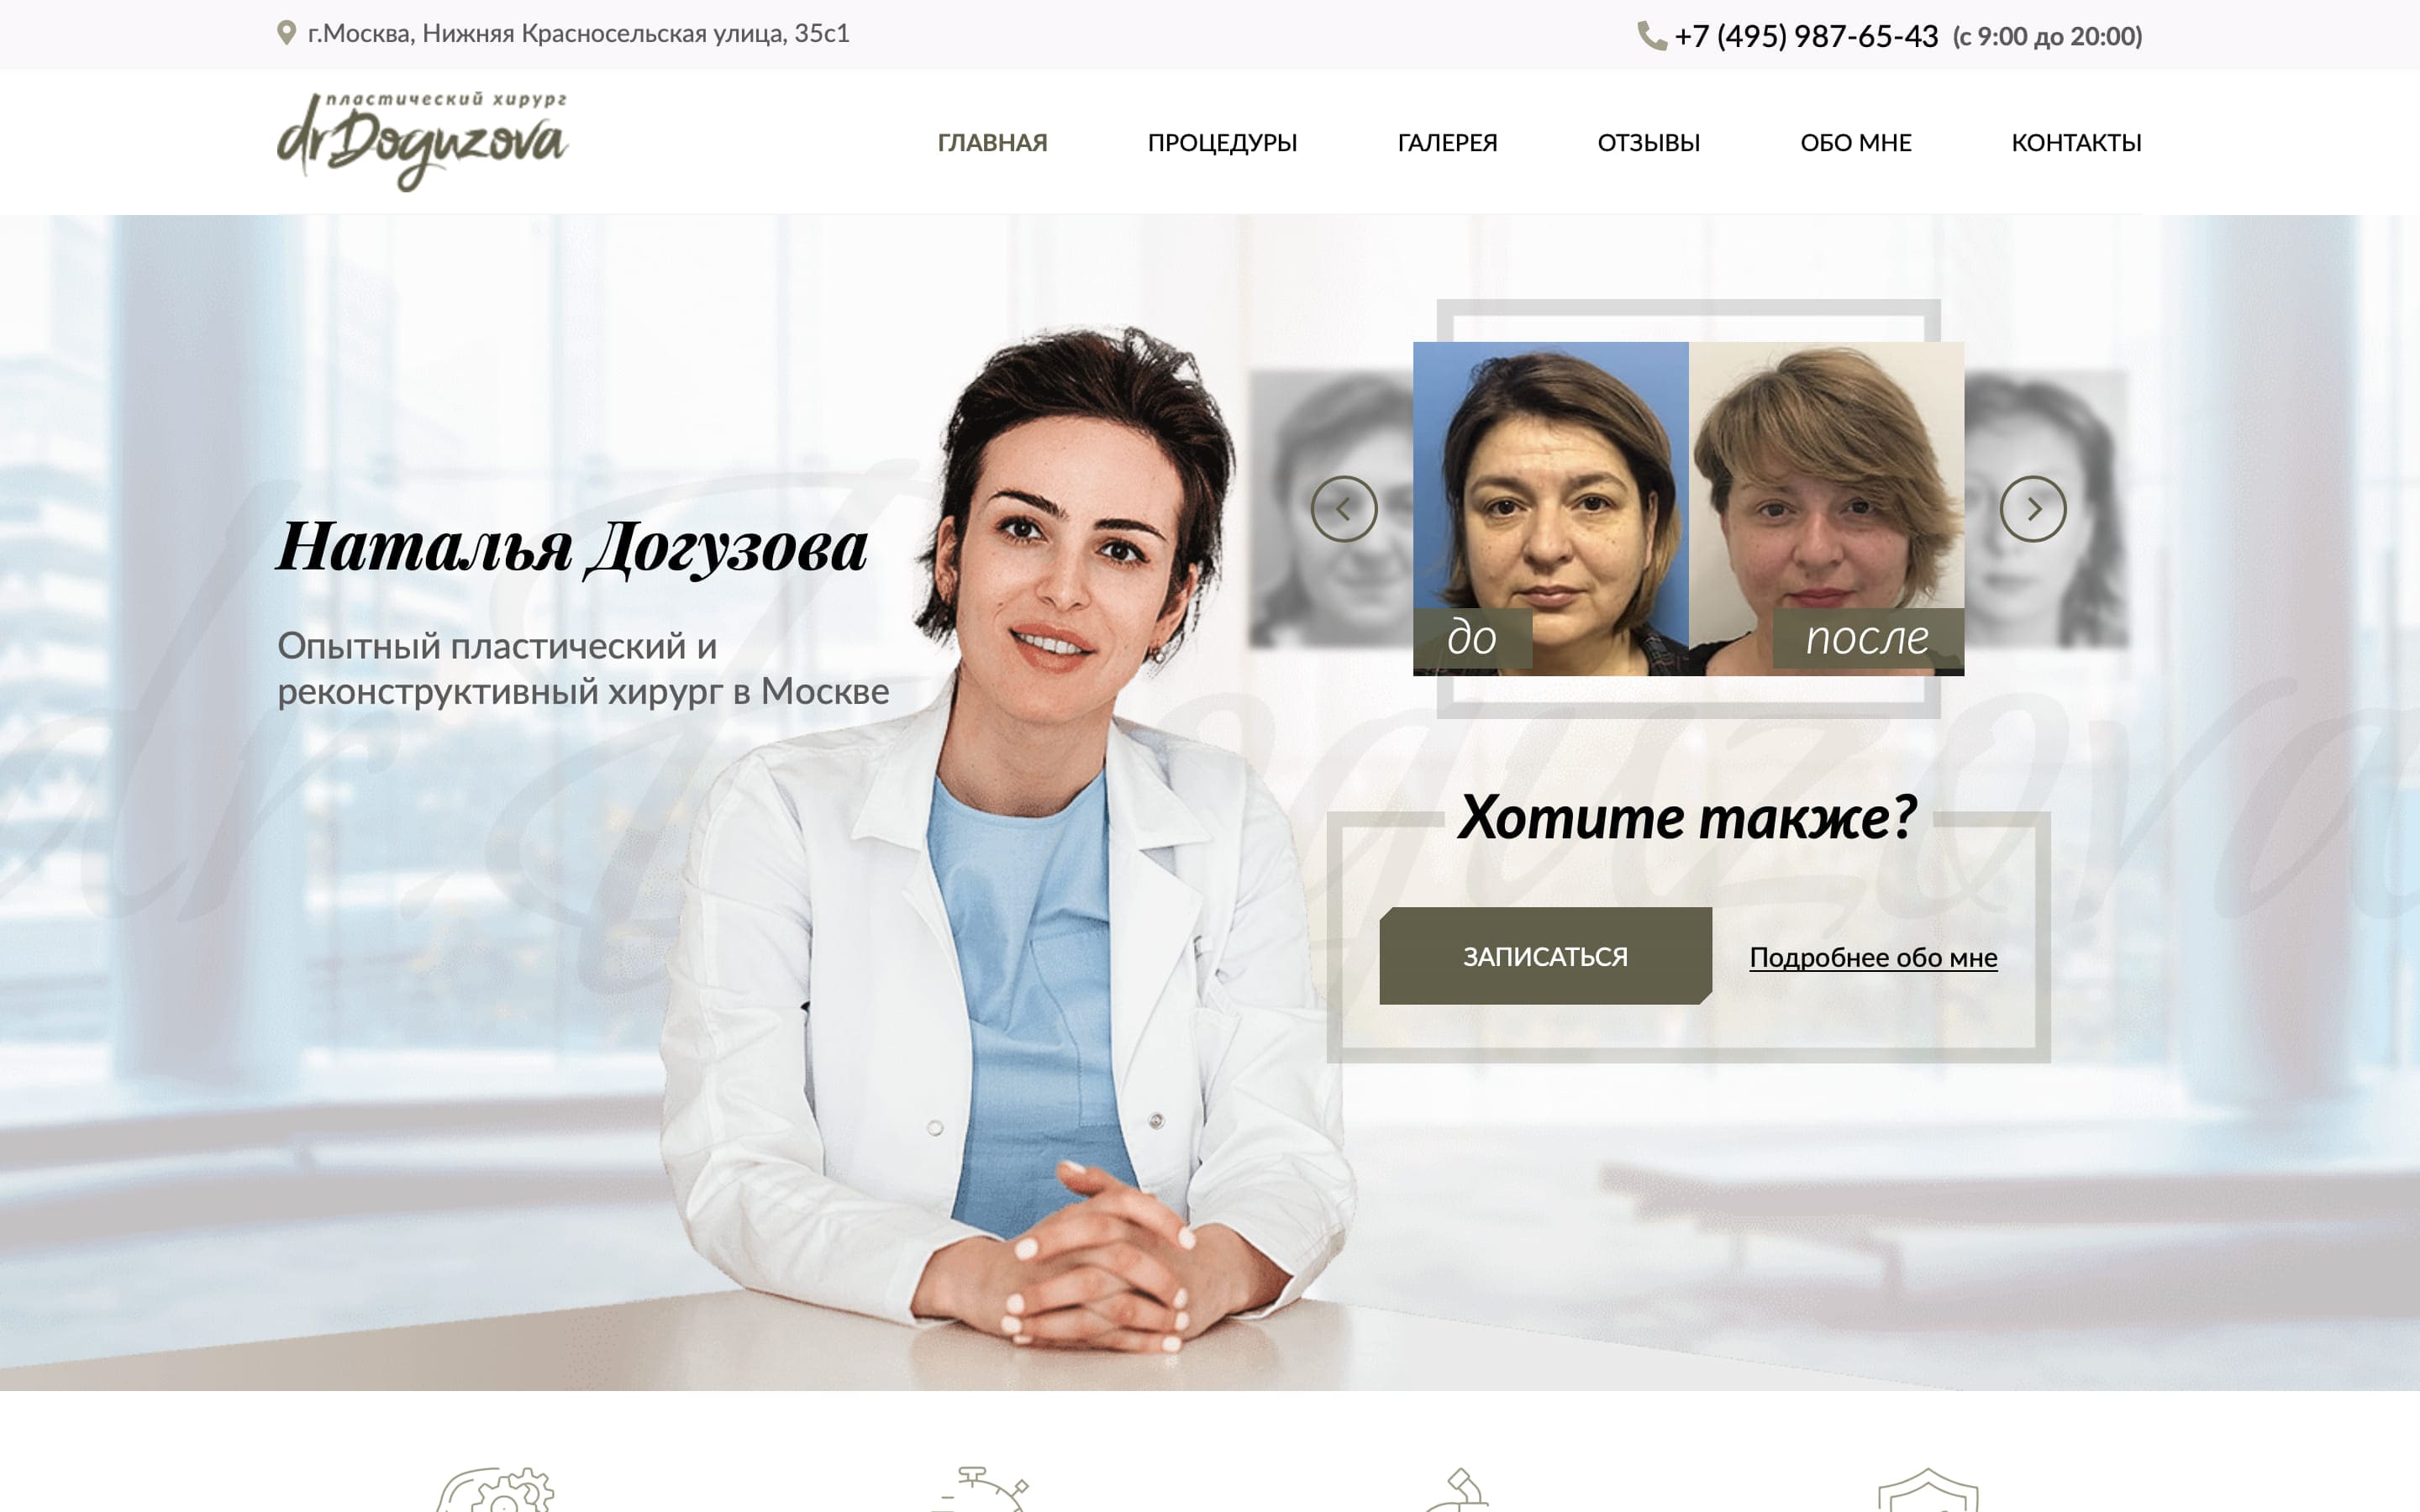 г.Москва, Нижняя Красносельская улица, 35с1
+7 (495) 987-65-43 (с 9:00 до 20:00)
пластический хирург
drDoguzova
ГЛАВНАЯ ПРОЦЕДУРЫ ГАЛЕРЕЯ ОТЗЫВЫ ОБО МНЕ КОНТАКТЫ
dr.Doguzova
Наталья Догузова
Опытный пластический и
реконструктивный хирург в Москве
до после
Хотите также?
ЗАПИСАТЬСЯ Подробнее обо мне